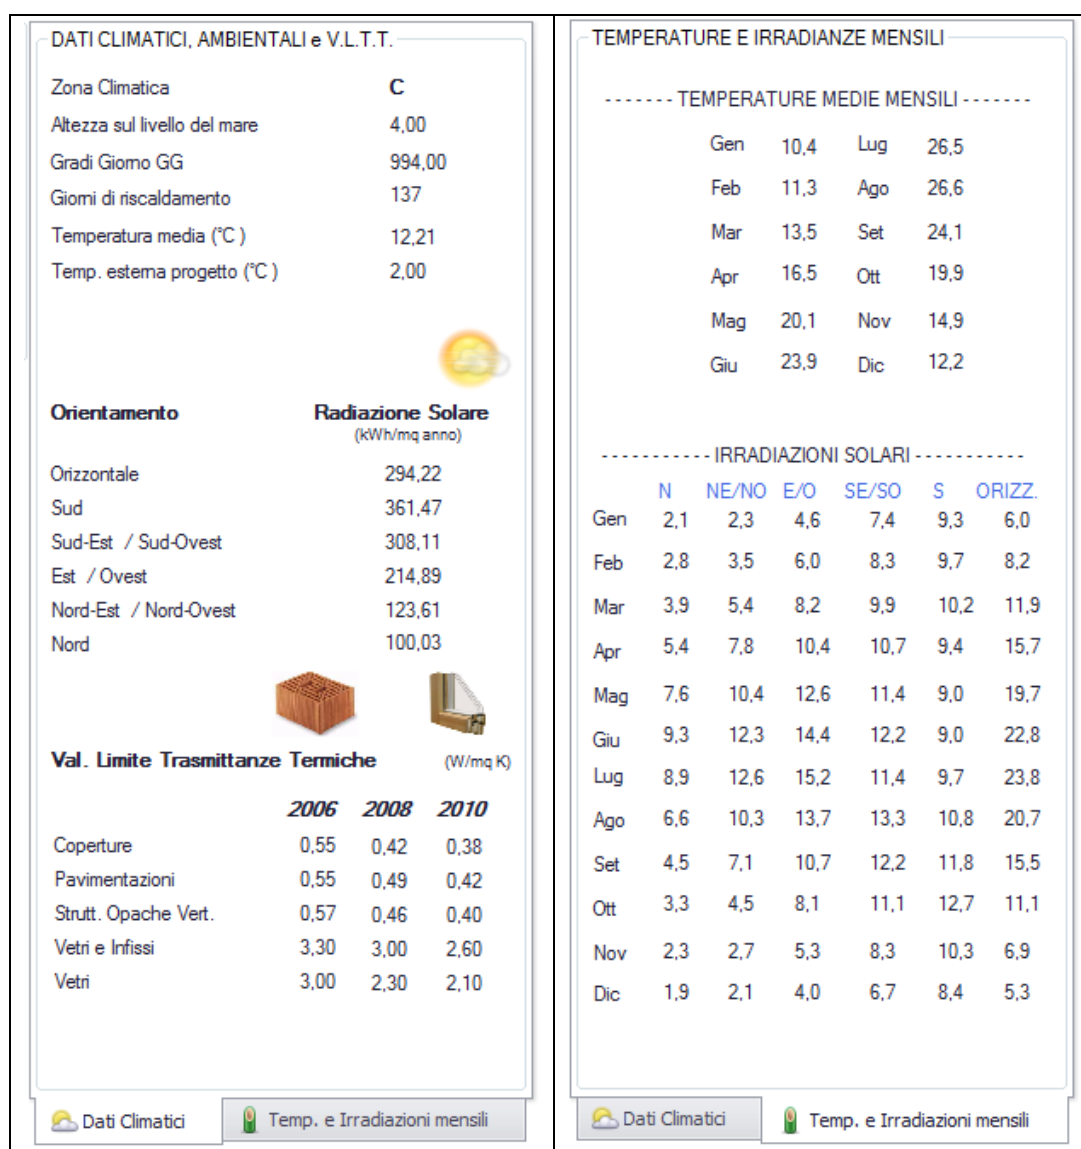 DATI CLIMATICI, AMBIENTALI e V.L.T.T.
Zona Climatica C
Altezza sul livello del mare 4,00
Gradi Giorno GG 994,00
Giorni di riscaldamento 137
Temperatura media (°C ) 12,21
Temp. esterna progetto (°C ) 2,00
Orientamento Radiazione Solare
(kWh/mq anno)
Orizzontale 294,22
Sud 361,47
Sud-Est / Sud-Ovest 308,11
Est / Ovest 214,89
Nord-Est / Nord-Ovest 123,61
Nord 100,03
Val. Limite Trasmittanze Termiche (W/mq K)
2006 2008 2010
Coperture 0,55 0,42 0,38
Pavimentazioni 0,55 0,49 0,42
Strutt. Opache Vert. 0,57 0,46 0,40
Vetri e Infissi 3,30 3,00 2,60
Vetri 3,00 2,30 2,10
Dati Climatici Temp. e Irradiazioni mensili
TEMPERATURE E IRRADIANZE MENSILI
- - - - - - - TEMPERATURE MEDIE MENSILI - - - - - - -
Gen 10,4 Lug 26,5
Feb 11,3 Ago 26,6
Mar 13,5 Set 24,1
Apr 16,5 Ott 19,9
Mag 20,1 Nov 14,9
Giu 23,9 Dic 12,2
- - - - - - - - - - - IRRADIAZIONI SOLARI - - - - - - - - - - -
N NE/NO E/O SE/SO S ORIZZ.
Gen 2,1 2,3 4,6 7,4 9,3 6,0
Feb 2,8 3,5 6,0 8,3 9,7 8,2
Mar 3,9 5,4 8,2 9,9 10,2 11,9
Apr 5,4 7,8 10,4 10,7 9,4 15,7
Mag 7,6 10,4 12,6 11,4 9,0 19,7
Giu 9,3 12,3 14,4 12,2 9,0 22,8
Lug 8,9 12,6 15,2 11,4 9,7 23,8
Ago 6,6 10,3 13,7 13,3 10,8 20,7
Set 4,5 7,1 10,7 12,2 11,8 15,5
Ott 3,3 4,5 8,1 11,1 12,7 11,1
Nov 2,3 2,7 5,3 8,3 10,3 6,9
Dic 1,9 2,1 4,0 6,7 8,4 5,3
Dati Climatici Temp. e Irradiazioni mensili